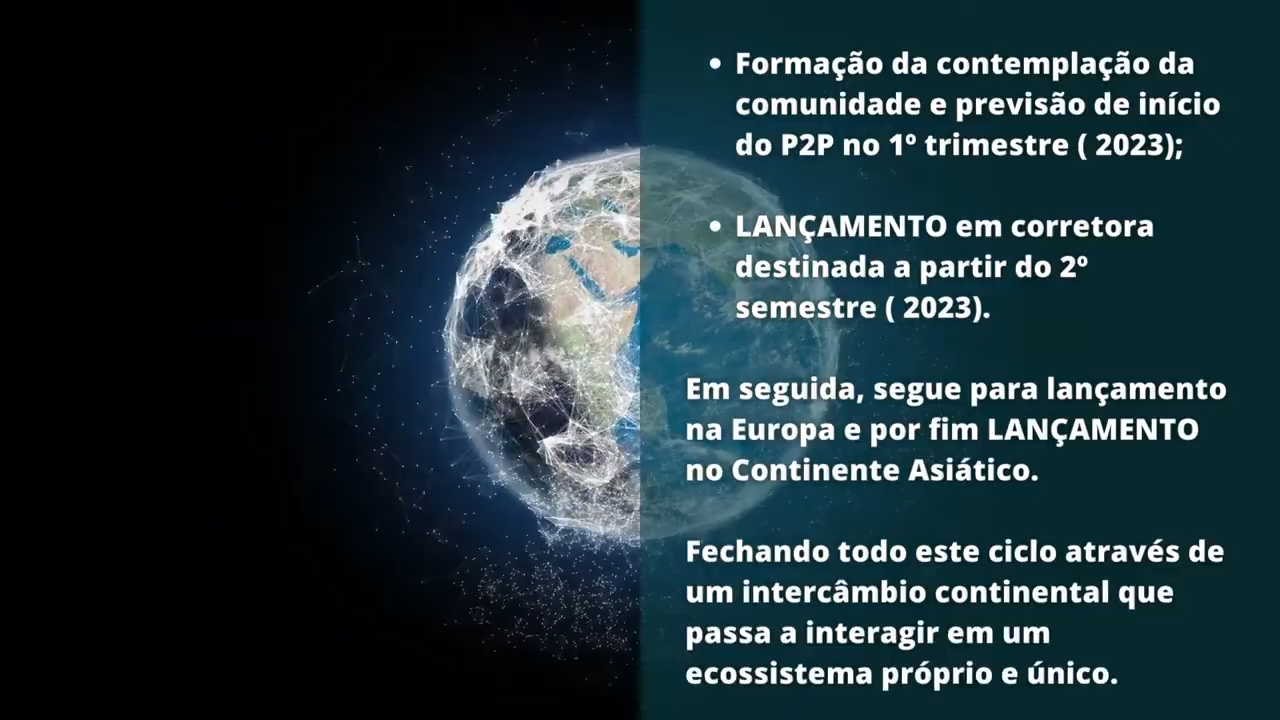 • Formação da contemplação da
comunidade e previsão de início
do P2P no 1º trimestre ( 2023);
• LANÇAMENTO em corretora
destinada a partir do 2º
semestre ( 2023).
Em seguida, segue para lançamento
na Europa e por fim LANÇAMENTO
no Continente Asiático.
Fechando todo este ciclo através de
um intercâmbio continental que
passa a interagir em um
ecossistema próprio e único.